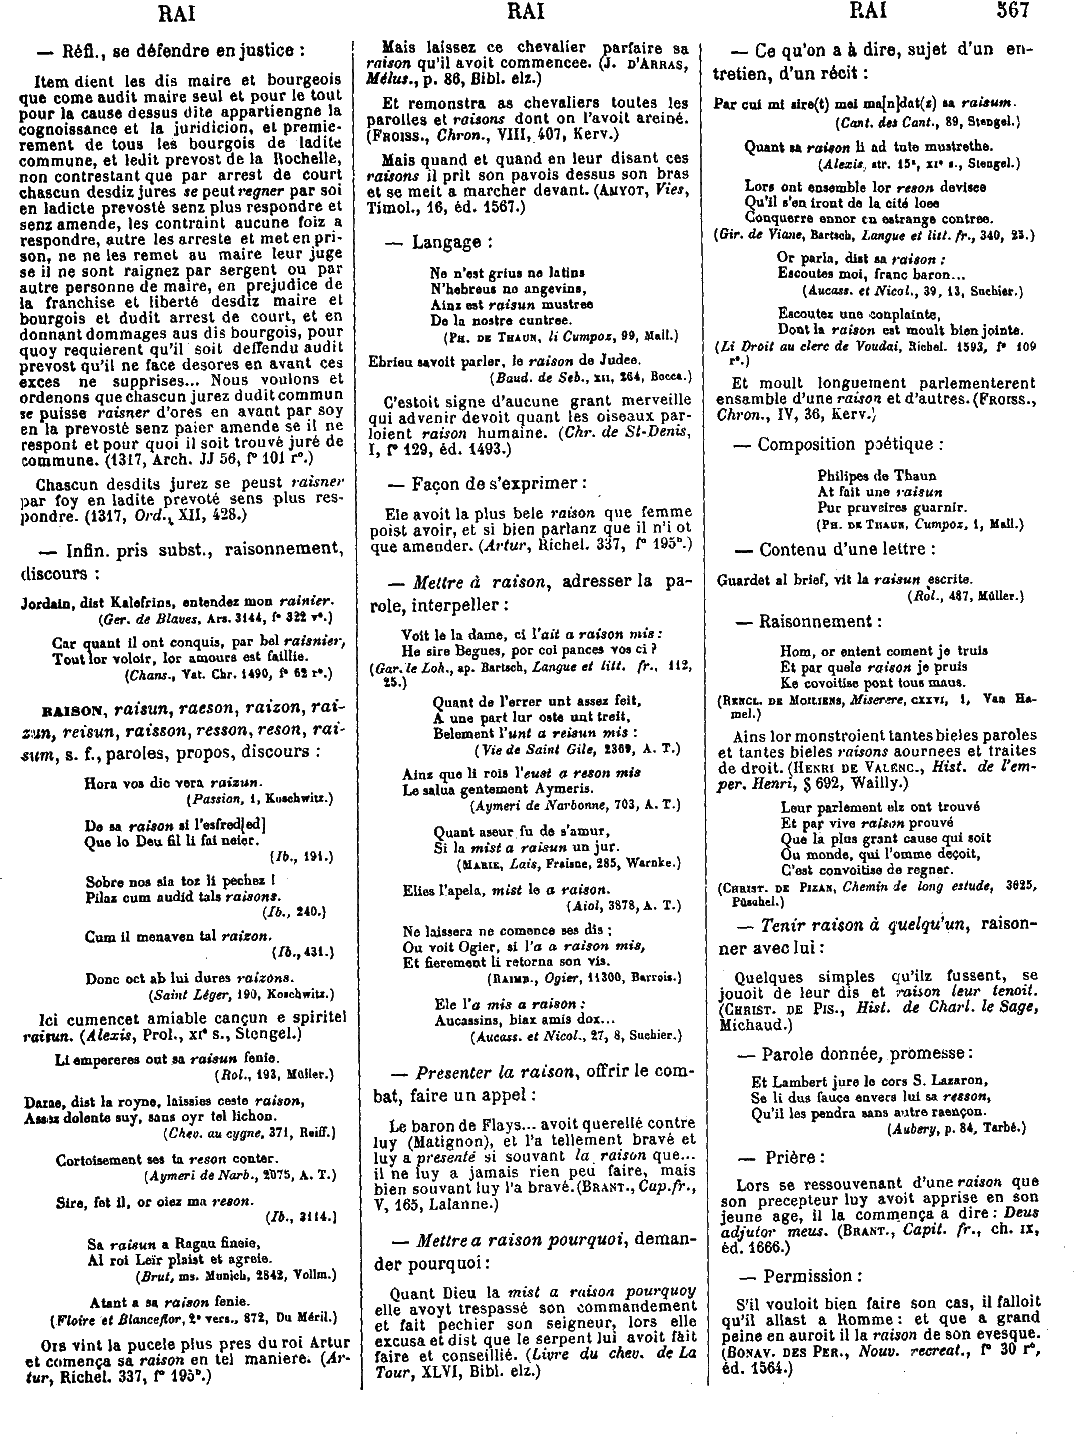 RAI
RAI
RAI
367
— Réfl., se défendre en justice :
Item dient les dis maire et bourgeois
que come audit maire seul et pour le tout
pour la cause dessus dite appartiengne la
cognoissance et la juridicion, et premie-
rement de tous les bourgois de ladite
commune, et ledit prevost de la Rochelle,
non contrestant que par arrest de court
chascun desdiz jures se peut regner par soi
en ladicte prevosté senz plus respondre et
senz amende, les contraint aucune foiz a
respondre, autre les arreste et met en pri-
son, ne ne les remet au maire leur juge
se il ne sont raignez par sergent ou par
autre personne de maire, en prejudice de
la franchise et liberté desdiz maire et
bourgois et dudit arrest de court, et en
donnant dommages aus dis bourgois, pour
quoy requierent qu'il soit deffendu audit
prevost qu'il ne face desores en avant ces
exces ne supprises... Nous voulons et
ordenons que chascun jurez dudit commun
se puisse raisner d'ores en avant par soy
en la prevosté senz paier amende se il ne
respont et pour quoi il soit trouvé juré de
commune. (1317, Arch. JJ 56, f° 101 r°.)
Chascun desdits jurez se peust raisner
par foy en ladite prevoté sens plus res-
pondre. (1317, Ord., XII, 428.)
— Infin. pris subst., raisonnement,
discours :
Jordain, dist Kalefrins, entendez mon rainier.
(Ger. de Blaves, Ars. 3144, f° 322 v°.)
Car quant il ont conquis, par bel raisnier,
Tout lor voloir, lor amours est faillie.
(Chans., Vat. Chr. 1490, f° 62 r°.)
RAISON, raisun, raeson, raizon, rai-
zun, reisun, raisson, resson, reson, rai-
sum, s. f., paroles, propos, discours :
Hora vos dic vera raizun.
(Passion, 1, Koschwitz.)
De sa raison si l'esfred[ed]
Que lo Deu fil li fai neier.
(Ib., 191.)
Sobre nos sia toz li pechez !
Pilaz cum audid tals raisons.
(Ib., 240.)
Cum il menaven tal raizon.
(Ib., 431.)
Donc oct ab lui dures raizons.
(Saint Léger, 190, Koschwitz.)
Ici cumencet amiable cançun e spiritel
raisun. (Alexis, Prol., XI° s., Stengel.)
Li empereres out sa raisun fenie.
(Rol., 193, Müller.)
Dame, dist la royne, laissies ceste raison,
Assez dolente suy, sans oyr tel lichon.
(Chev. au cygne, 371, Reiff.)
Cortoisement ses ta reson conter.
(Aymeri de Narb., 2075, A. T.)
Sire, fet il, or oiez ma reson.
(Ib., 3114.)
Sa raisun a Ragau fineie,
Al roi Leïr plaist et agreie.
(Brut, ms. Munich, 2842, Vollm.)
Atant a sa raison fenie.
(Floire et Blanceflor, 2° vers., 872, Du Méril.)
Ors vint la pucele plus pres du roi Artur
et comença sa raison en tel maniere. (Ar-
tur, Richel. 337, f° 195ᵇ.)
Mais laissez ce chevalier parfaire sa
raison qu'il avoit commencee. (J. D'ARRAS,
Mélus., p. 86, Bibl. elz.)
Et remonstra as chevaliers toutes les
parolles et raisons dont on l'avoit areiné.
(FROISS., Chron., VIII, 407, Kerv.)
Mais quand et quand en leur disant ces
raisons il prit son pavois dessus son bras
et se meit a marcher devant. (AMYOT, Vies,
Timol., 16, éd. 1567.)
— Langage :
Ne n'est grius ne latins
N'hebreus ne angevins,
Ainz est raisun mustree
De la nostre cuntree.
(PH. DE THAUN, li Cumpoz, 99, Mall.)
Ebrieu savoit parler, le raison de Judee.
(Baud. de Seb., XII, 264, Bocca.)
C'estoit signe d'aucune grant merveille
qui advenir devoit quant les oiseaux par-
loient raison humaine. (Chr. de St-Denis,
I, f° 129, éd. 1493.)
— Façon de s'exprimer :
Ele avoit la plus bele raison que femme
poist avoir, et si bien parlanz que il n'i ot
que amender. (Artur, Richel. 337, f° 195ᵇ.)
— Mettre à raison, adresser la pa-
role, interpeller :
Voit le la dame, ci l'ait a raison mis :
He sire Begues, por coi pances vos ci ?
(Gar. le Loh., ap. Bartsch, Langue et litt. fr., 112,
25.)
Quant de l'errer unt assez feit,
A une part lur oste unt treit,
Belement l'unt a reisun mis :
(Vie de Saint Gile, 2369, A. T.)
Ainz que li rois l'eust a reson mis
Le salua gentement Aymeris.
(Aymeri de Narbonne, 703, A. T.)
Quant aseur fu de s'amur,
Si la mist a raisun un jur.
(MARIE, Lais, Fraisne, 285, Warnke.)
Elies l'apela, mist le a raison.
(Aiol, 3878, A. T.)
Ne laissera ne comence ses dis ;
Ou voit Ogier, si l'a a raison mis,
Et fierement li retorna son vis.
(RAIMB., Ogier, 11300, Barrois.)
Ele l'a mis a raison :
Aucassins, biax amis dox...
(Aucass. et Nicol., 27, 8, Suchier.)
— Presenter la raison, offrir le com-
bat, faire un appel :
Le baron de Flays... avoit querellé contre
luy (Matignon), et l'a tellement bravé et
luy a presenté si souvant la raison que...
il ne luy a jamais rien peu faire, mais
bien souvant luy l'a bravé. (BRANT., Cap. fr.,
V, 165, Lalanne.)
— Mettre a raison pourquoi, deman-
der pourquoi :
Quant Dieu la mist a raison pourquoy
elle avoyt trespassé son commandement
et fait pechier son seigneur, lors elle
excusa et dist que le serpent lui avoit fait
faire et conseillié. (Livre du chev. de La
Tour, XLVI, Bibl. elz.)
— Ce qu'on a à dire, sujet d'un en-
tretien, d'un récit :
Par cui mi sire(t) mei ma[n]dat(z) sa raisum.
(Cant. des Cant., 89, Stengel.)
Quant sa raison li ad tute mustrethe.
(Alexis, str. 15°, XI° s., Stengel.)
Lors ont ensemble lor reson devisee
Qu'il s'en iront de la cité loee
Conquerre ennor en estrange contree.
(Gir. de Viane, Bartsch, Langue et litt. fr., 340, 23.)
Or parla, dist sa raison :
Escoutes moi, franc baron...
(Aucass. et Nicol., 39, 13, Suchier.)
Escoutez une conplainte,
Dont la raison est moult bien jointe.
(Li Droit au clerc de Voudai, Richel. 1593, f° 109
r°.)
Et moult longuement parlementerent
ensamble d'une raison et d'autres. (FROISS.,
Chron., IV, 36, Kerv.)
— Composition poétique :
Philipes de Thaun
At fait une raisun
Pur pruveires guarnir.
(PH. DE THAUN, Cumpoz, 1, Mall.)
— Contenu d'une lettre :
Guardet al brief, vit la raisun escrite.
(Rol., 487, Müller.)
— Raisonnement :
Hom, or entent coment je truis
Et par quele raison je pruis
Ke covoitise pont tous maus.
(RENCL. DE MOILIENS, Miserere, CXXVI, 1, Van Ha-
mel.)
Ains lor monstroient tantes bieles paroles
et tantes bieles raisons aournees et traites
de droit. (HENRI DE VALENC., Hist. de l'em-
per. Henri, § 692, Wailly.)
Leur parlement elz ont trouvé
Et par vive raison prouvé
Que la plus grant cause qui soit
Ou monde, qui l'omme deçoit,
C'est convoitise de regner.
(CHRIST. DE PIZAN, Chemin de long estude, 3625,
Püschel.)
— Tenir raison à quelqu'un, raison-
ner avec lui :
Quelques simples qu'ilz fussent, se
jouoit de leur dis et raison leur tenoit.
(CHRIST. DE PIS., Hist. de Charl. le Sage,
Michaud.)
— Parole donnée, promesse :
Et Lambert jure le cors S. Lazaron,
Se li dus fauce envers lui sa resson,
Qu'il les pendra sans autre raençon.
(Aubery, p. 84, Tarbé.)
— Prière :
Lors se ressouvenant d'une raison que
son precepteur luy avoit apprise en son
jeune age, il la commença a dire : Deus
adjutor meus. (BRANT., Capit. fr., ch. IX,
éd. 1666.)
— Permission :
S'il vouloit bien faire son cas, il falloit
qu'il allast a Romme : et que a grand
peine en auroit il la raison de son evesque.
(BONAV. DES PER., Nouv. recreat., f° 30 r°,
éd. 1564.)